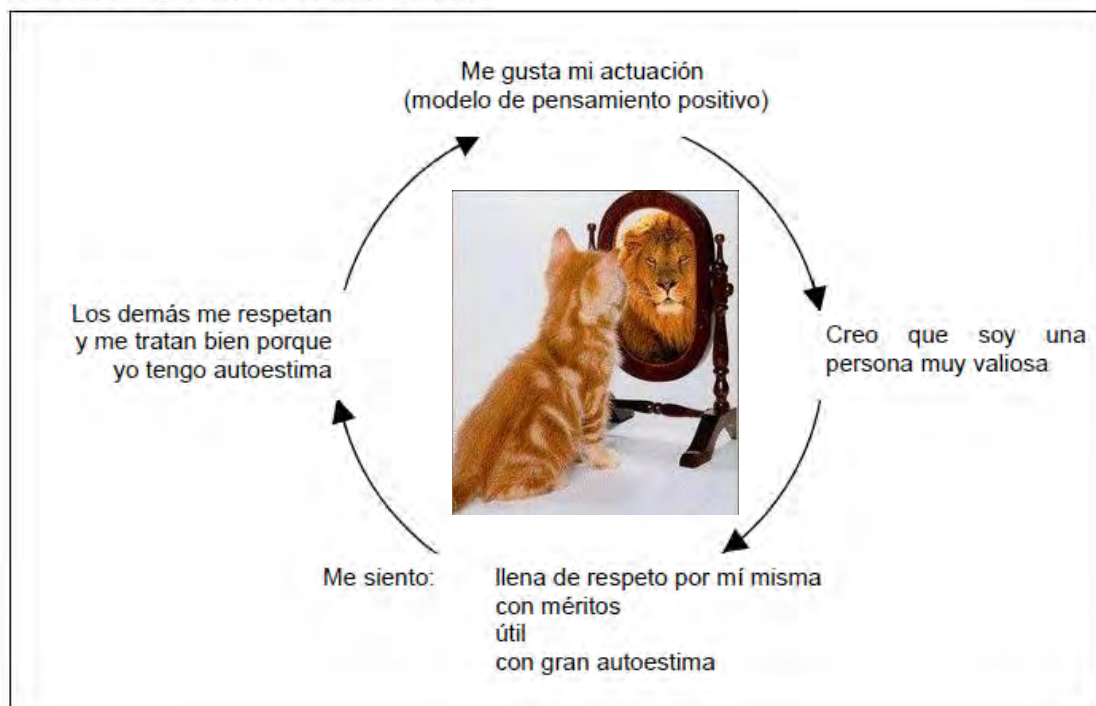 Me gusta mi actuación
(modelo de pensamiento positivo)
Los demás me respetan
y me tratan bien porque
yo tengo autoestima
Creo que soy una
persona muy valiosa
Me siento: llena de respeto por mí misma
con méritos
útil
con gran autoestima